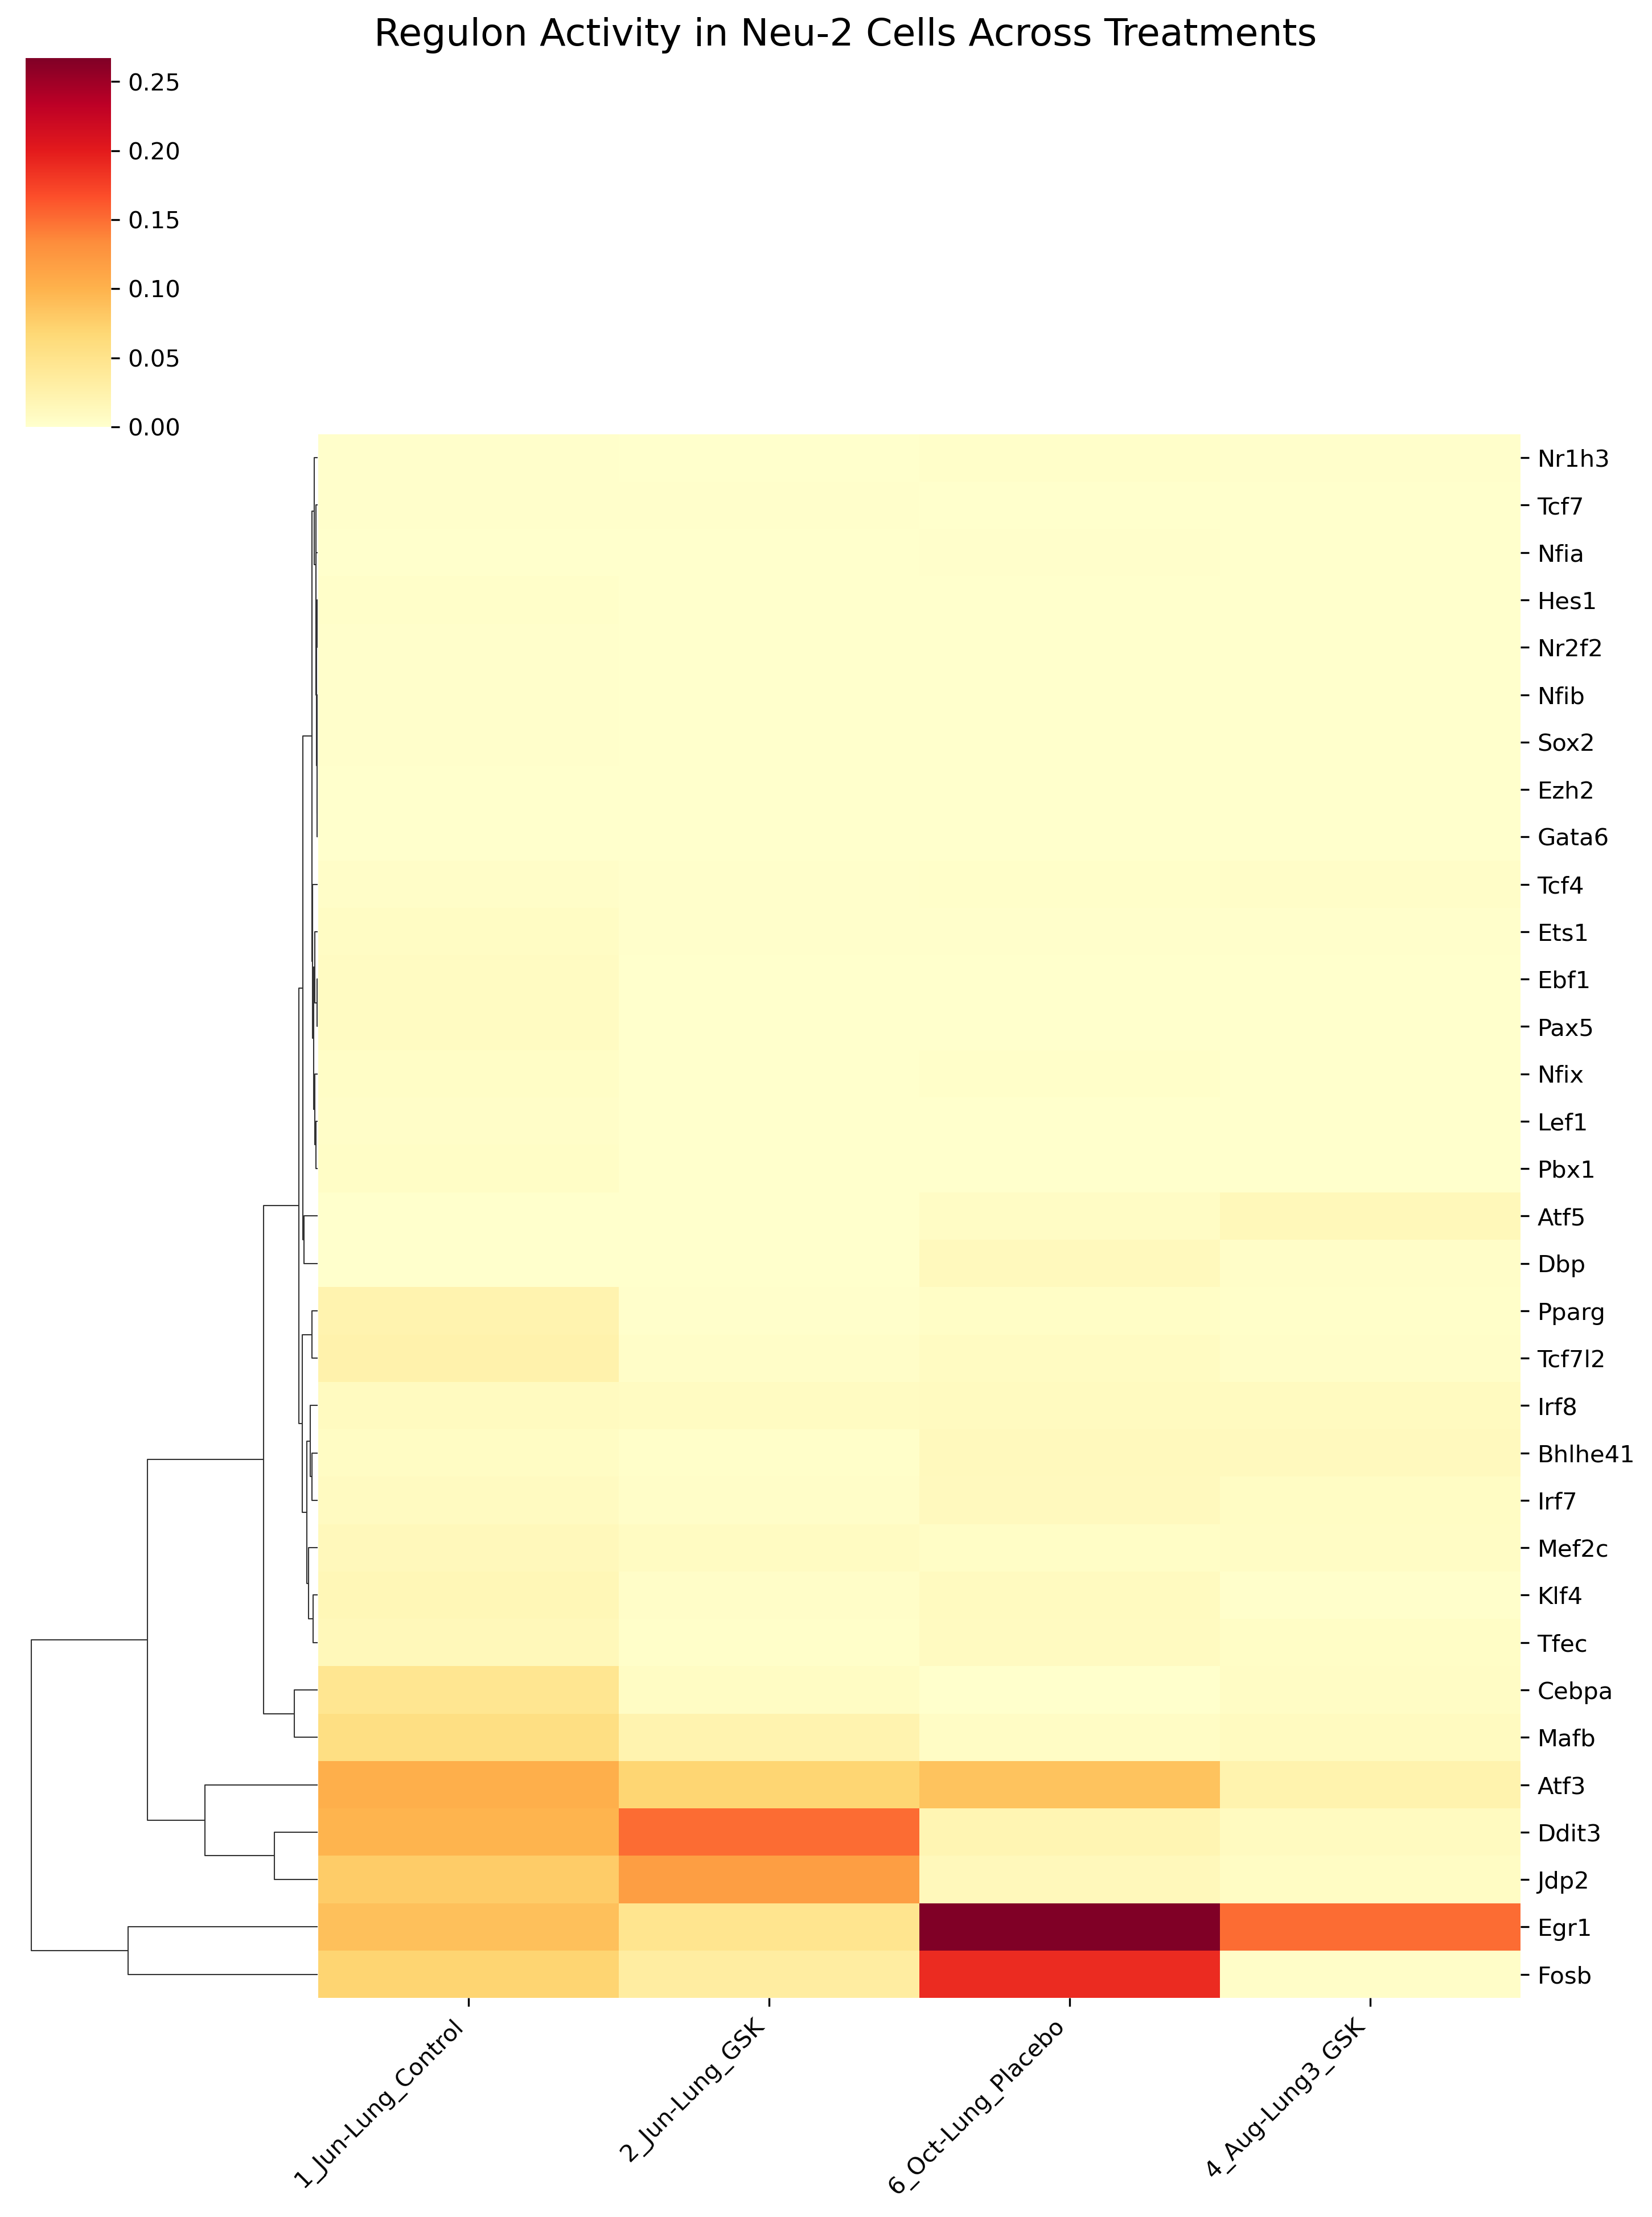 Regulon Activity in Neu-2 Cells Across Treatments
0.25
0.20
0.15
0.10
0.05
0.00
Nr1h3
Tcf7
Nfia
Hes1
Nr2f2
Nfib
Sox2
Ezh2
Gata6
Tcf4
Ets1
Ebf1
Pax5
Nfix
Lef1
Pbx1
Atf5
Dbp
Pparg
Tcf7l2
Irf8
Bhlhe41
Irf7
Mef2c
Klf4
Tfec
Cebpa
Mafb
Atf3
Ddit3
Jdp2
Egr1
Fosb
1_Jun-Lung_Control
2_Jun-Lung_GSK
6_Oct-Lung_Placebo
4_Aug-Lung3_GSK